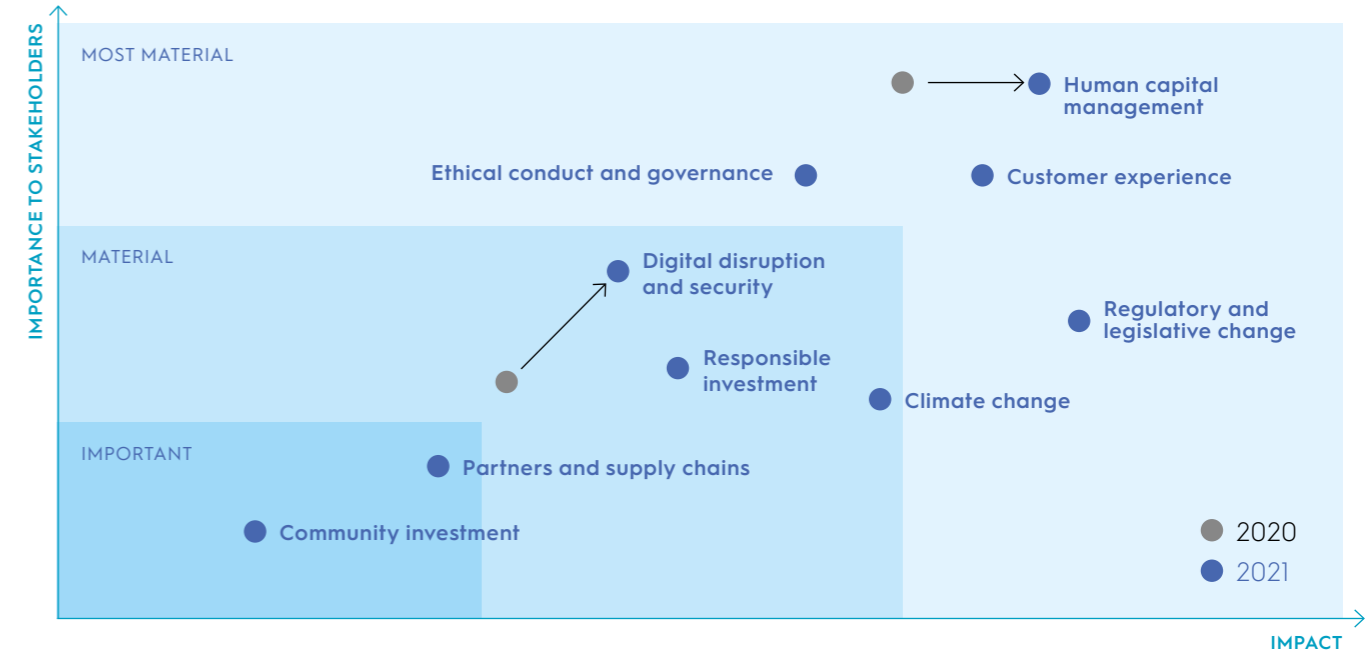 IMPORTANCE TO STAKEHOLDERS
MOST MATERIAL
Human capital
management
Ethical conduct and governance
Customer experience
MATERIAL
Digital disruption
and security
Regulatory and
legislative change
Responsible
investment
Climate change
IMPORTANT
Partners and supply chains
Community investment
2020
2021
IMPACT